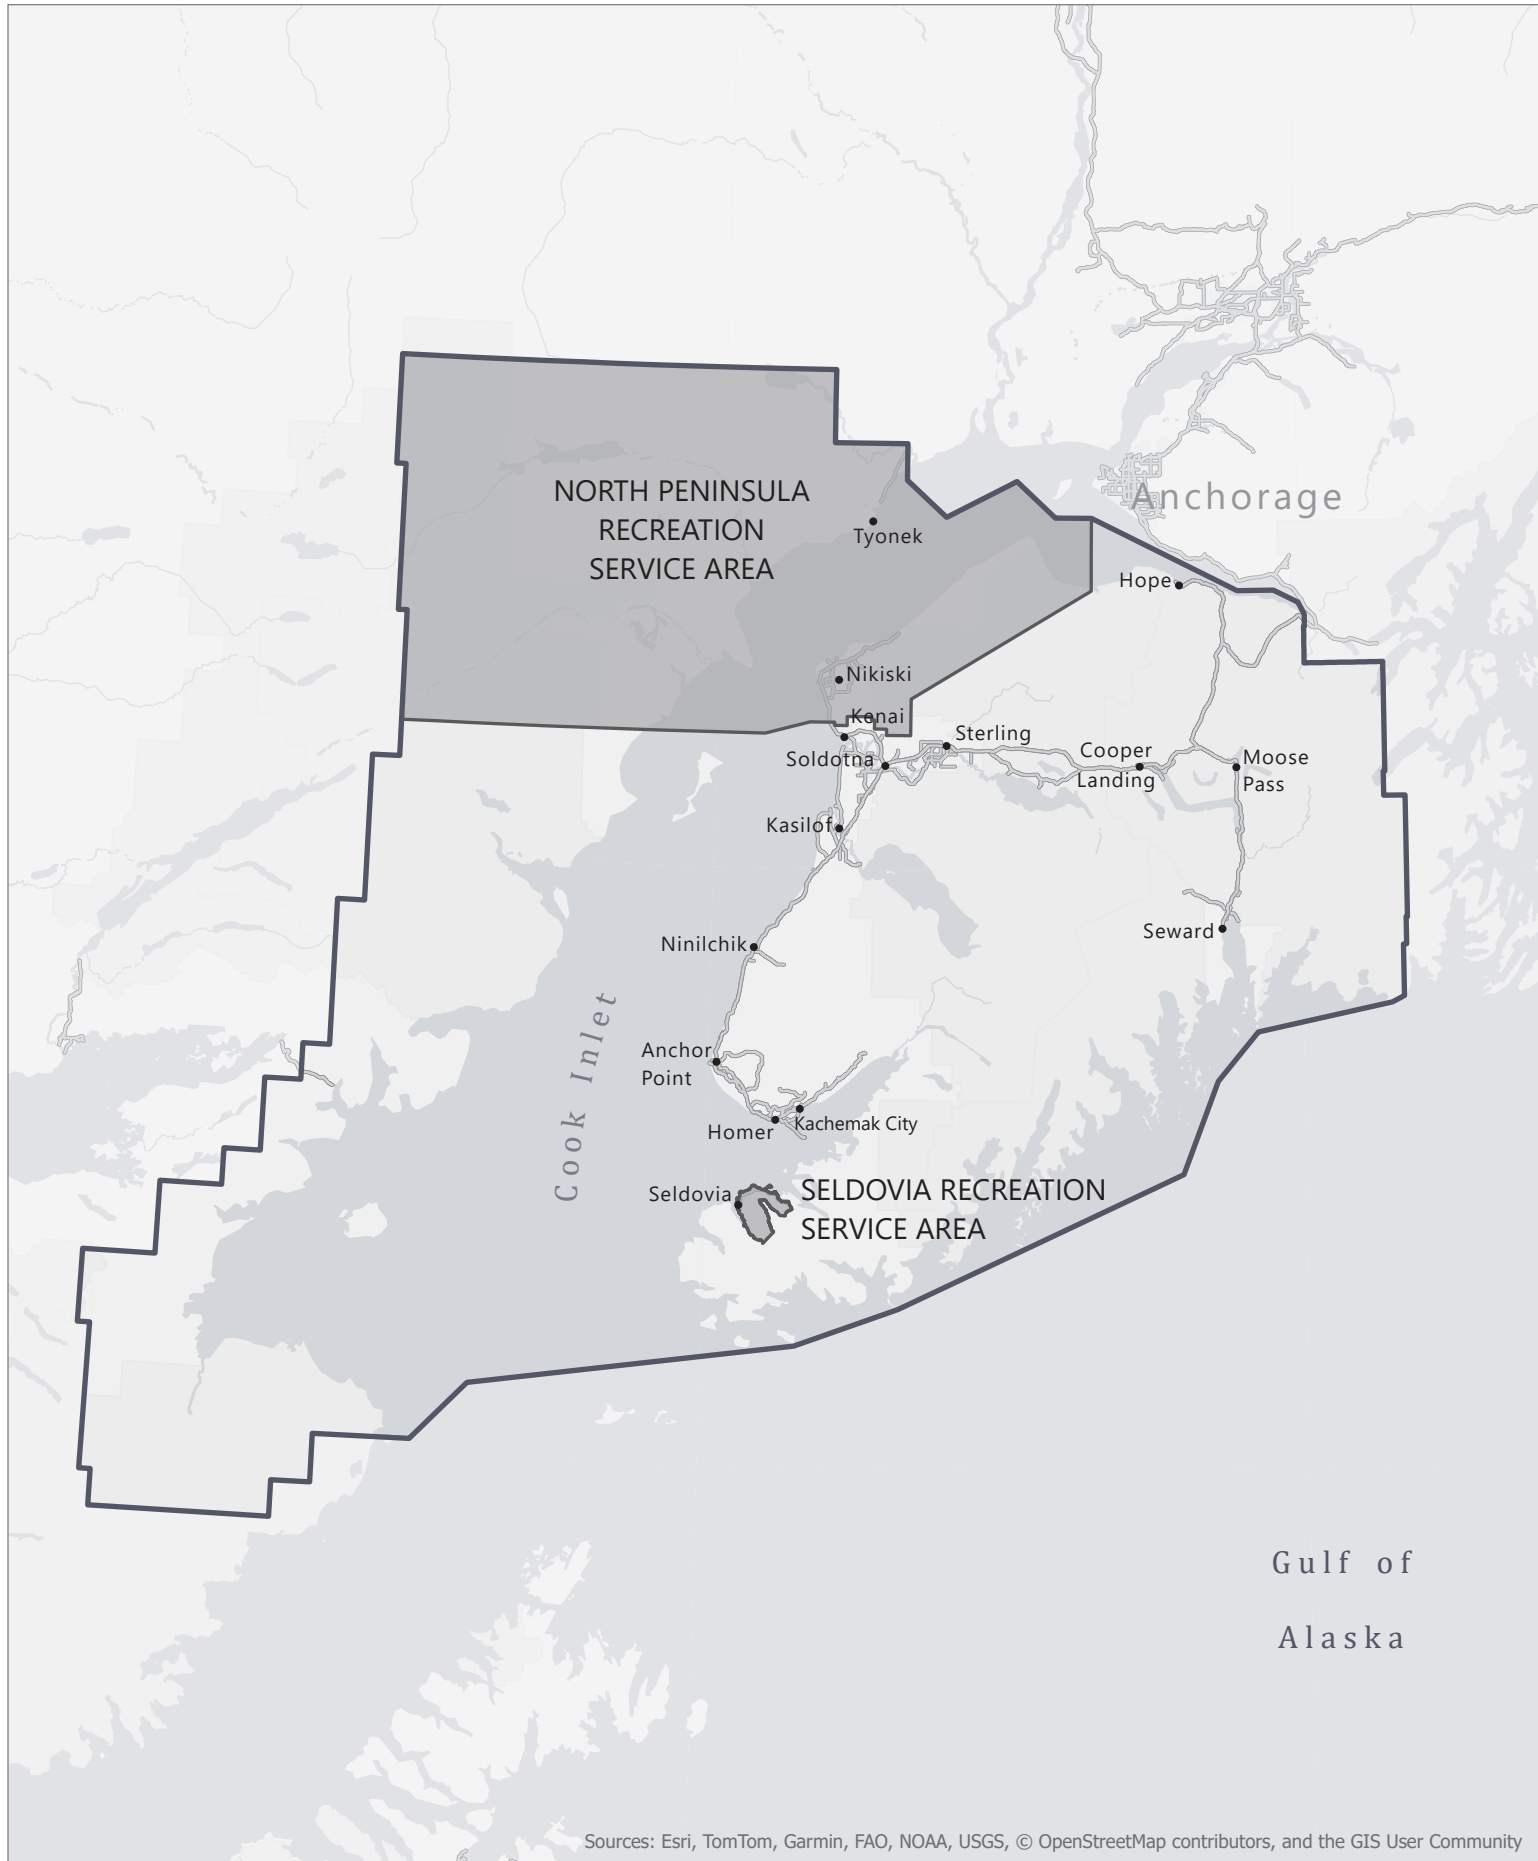 Anchorage
NORTH PENINSULA
RECREATION
SERVICE AREA
Tyonek
Hope
Nikiski
Kenai
Sterling
Soldotna
Cooper
Landing
Moose
Pass
Kasilof
Seward
Ninilchik
Cook Inlet
Anchor
Point
Homer
Kachemak City
Seldovia
SELDOVIA RECREATION
SERVICE AREA
Gulf of
Alaska
Sources: Esri, TomTom, Garmin, FAO, NOAA, USGS, © OpenStreetMap contributors, and the GIS User Community